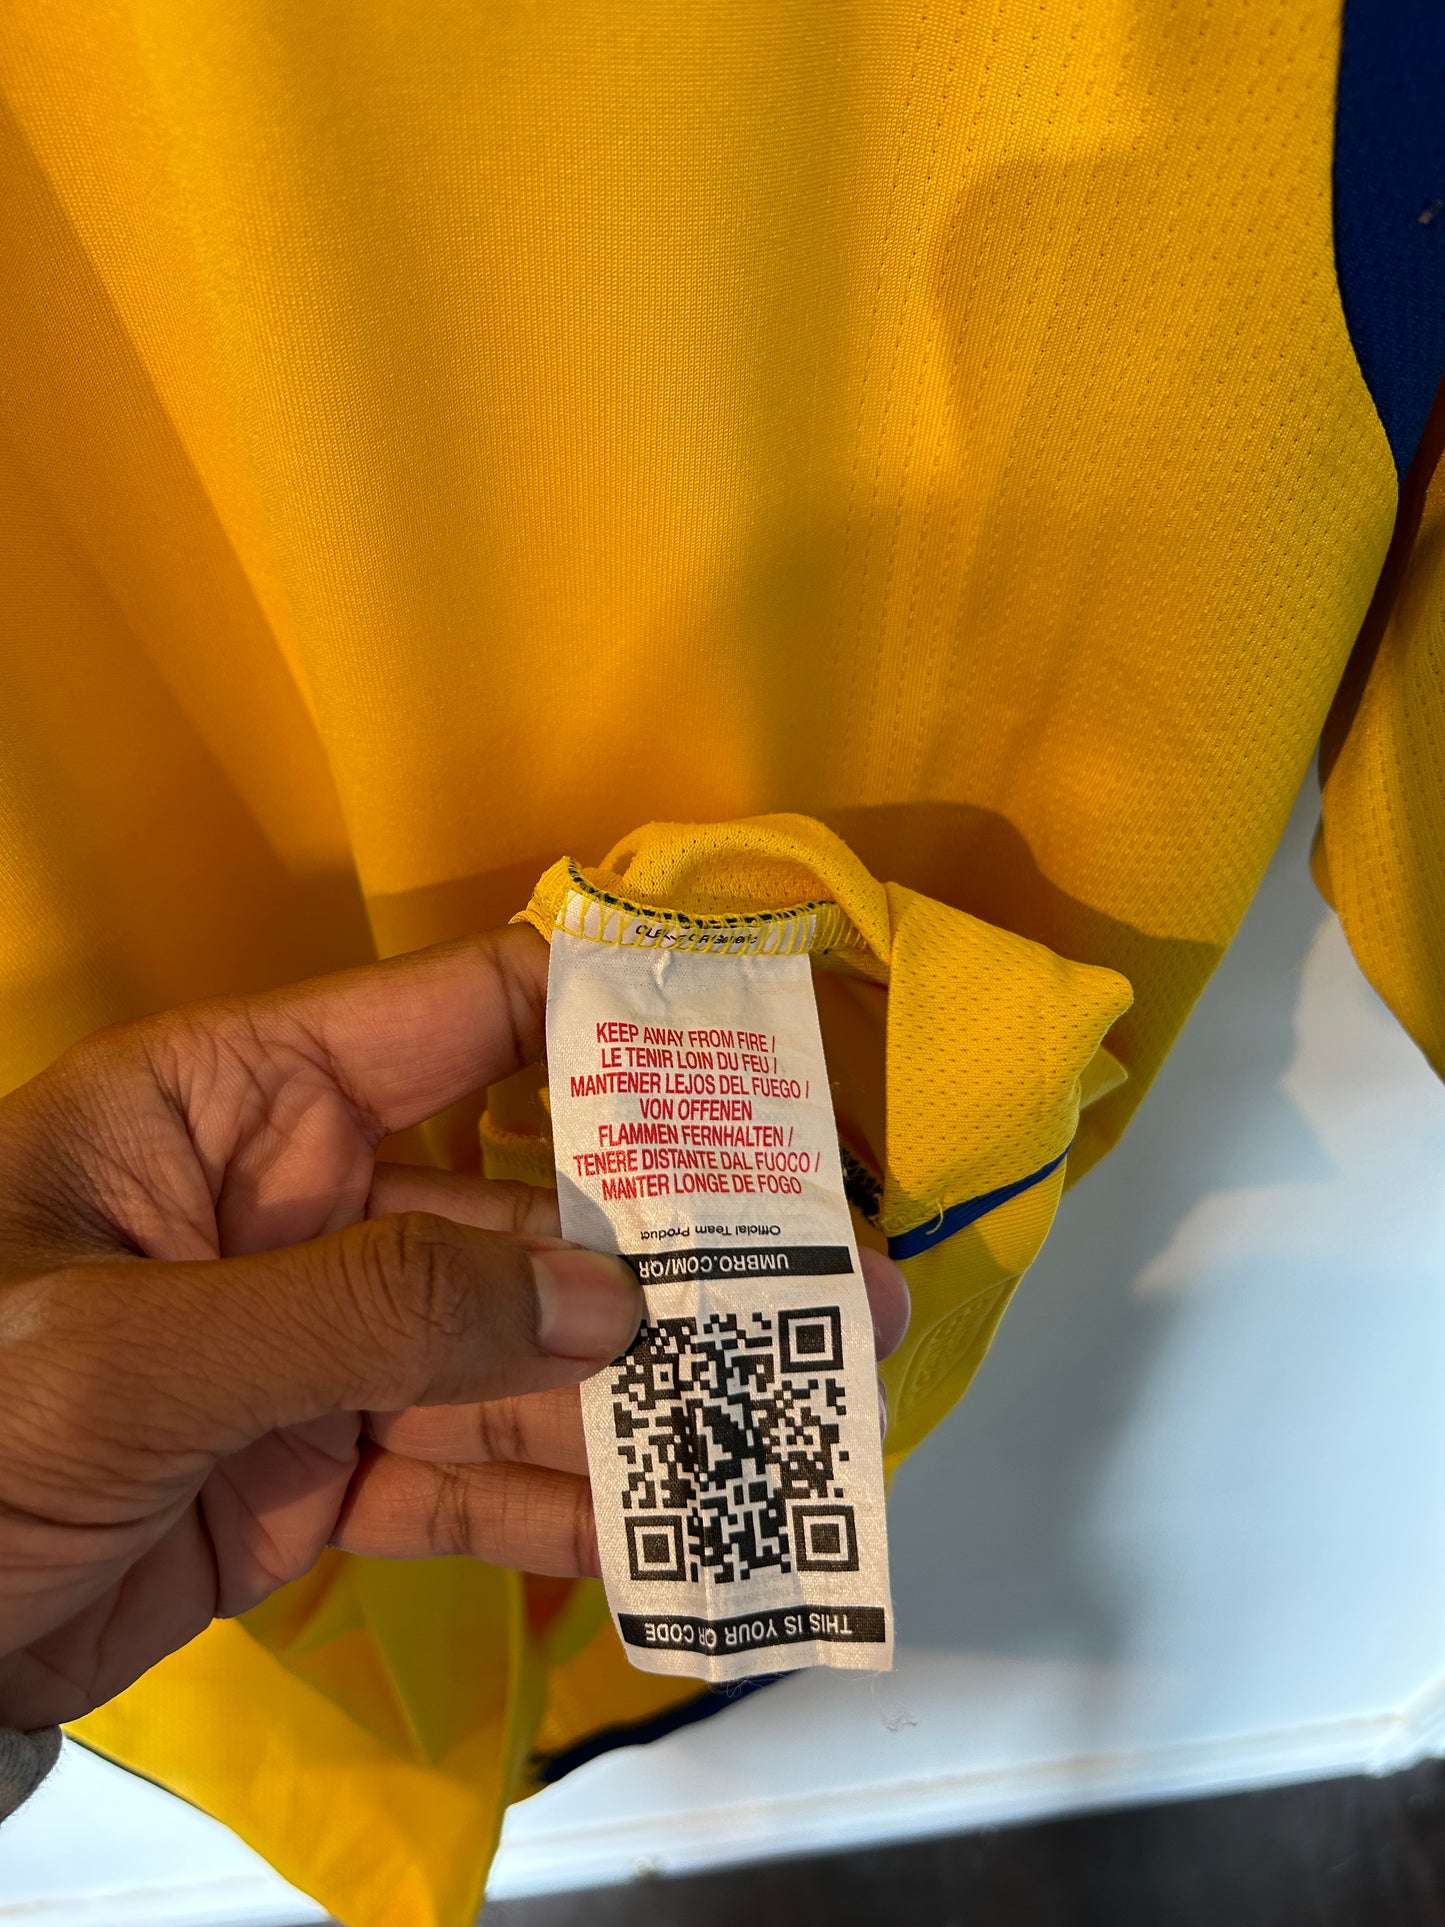 KEEP AWAY FROM FIRE /
LE TENIR LOIN DU FEU /
MANTENER LEJOS DEL FUEGO /
VON OFFENEN
FLAMMEN FERNHALTEN /
TENERE DISTANTE DAL FUOCO /
MANTER LONGE DE FOGO
Official Team Product
UMBRO.COM/QR
THIS IS YOUR QR CODE